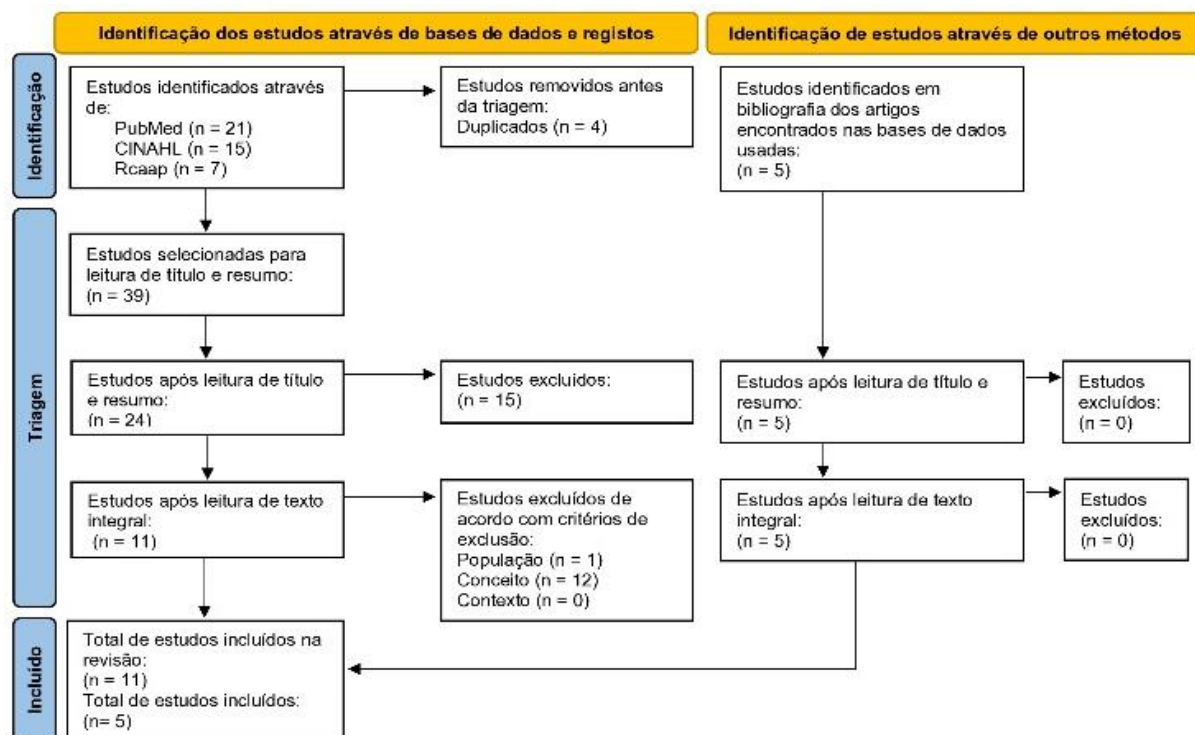 Identificação dos estudos através de bases de dados e registos
Identificação de estudos através de outros métodos
Identificação
Estudos identificados através
de:
PubMed (n = 21)
CINAHL (n = 15)
Rcaap (n = 7)
Estudos removidos antes
da triagem:
Duplicados (n = 4)
Estudos identificados em
bibliografia dos artigos
encontrados nas bases de dados
usadas:
(n = 5)
Triagem
Estudos selecionadas para
leitura de título e resumo:
(n = 39)
Estudos após leitura de título
e resumo:
(n = 24)
Estudos excluídos:
(n = 15)
Estudos após leitura de título e
resumo:
(n = 5)
Estudos
excluídos:
(n = 0)
Estudos após leitura de texto
integral:
(n = 11)
Estudos excluídos de
acordo com critérios de
exclusão:
População (n = 1)
Conceito (n = 12)
Contexto (n = 0)
Estudos após leitura de texto
integral:
(n = 5)
Estudos
excluídos:
(n = 0)
Incluído
Total de estudos incluídos na
revisão:
(n = 11)
Total de estudos incluídos:
(n= 5)